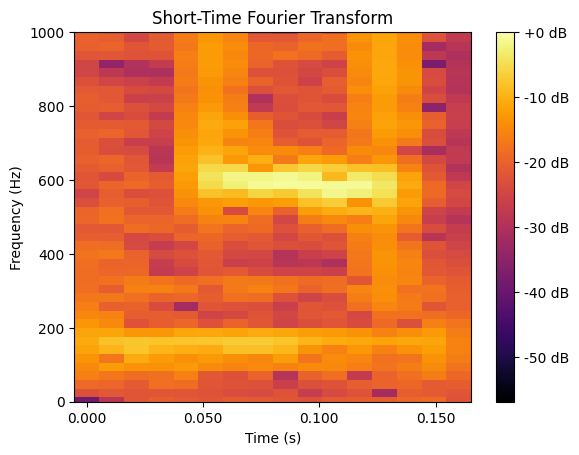 Short-Time Fourier Transform
Frequency (Hz)
1000
800
600
400
200
0
0.000
0.050
0.100
0.150
Time (s)
+0 dB
-10 dB
-20 dB
-30 dB
-40 dB
-50 dB